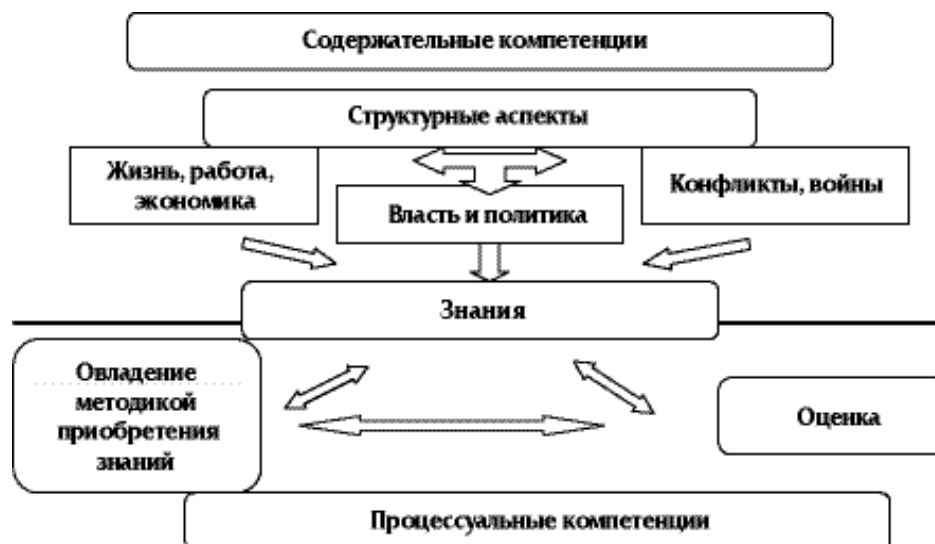 Содержательные компетенции
Структурные аспекты
Жизнь, работа,
экономика
Власть и политика
Конфликты, войны
Знания
Овладение
методикой
приобретения
знаний
Оценка
Процессуальные компетенции